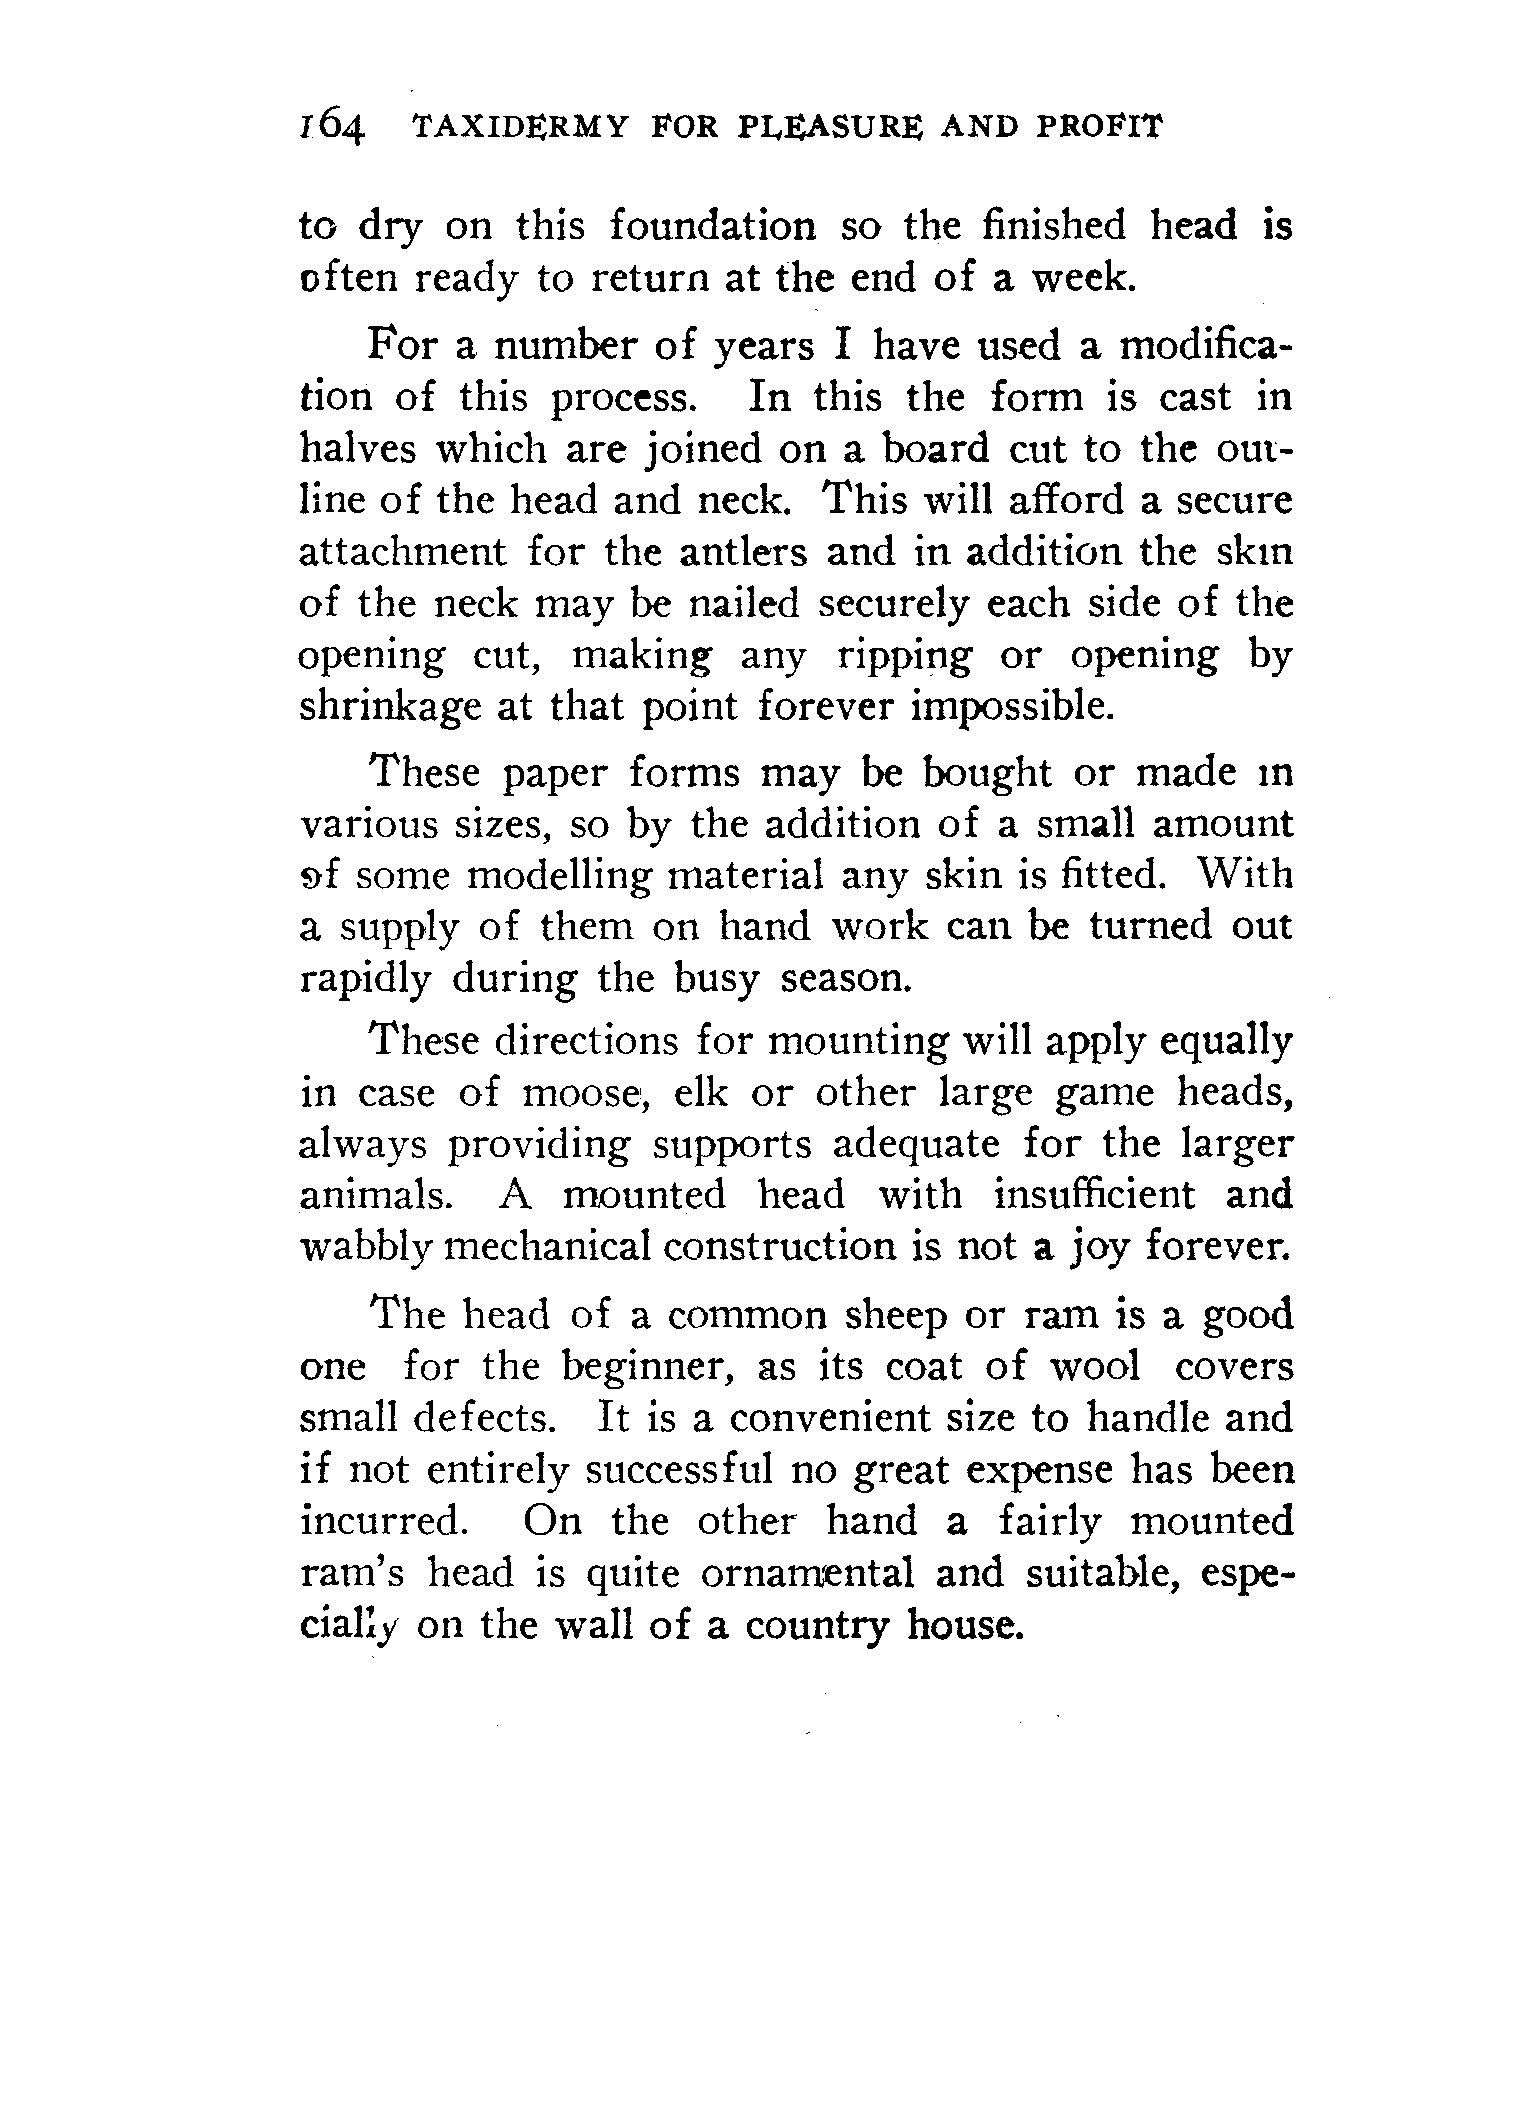 164 TAXIDERMY FOR PLEASURE AND PROFIT
to dry on this foundation so the finished head is
often ready to return at the end of a week.
For a number of years I have used a modifica-
tion of this process. In this the form is cast in
halves which are joined on a board cut to the out-
line of the head and neck. This will afford a secure
attachment for the antlers and in addition the skin
of the neck may be nailed securely each side of the
opening cut, making any ripping or opening by
shrinkage at that point forever impossible.
These paper forms may be bought or made in
various sizes, so by the addition of a small amount
of some modelling material any skin is fitted. With
a supply of them on hand work can be turned out
rapidly during the busy season.
These directions for mounting will apply equally
in case of moose, elk or other large game heads,
always providing supports adequate for the larger
animals. A mounted head with insufficient and
wabbly mechanical construction is not a joy forever.
The head of a common sheep or ram is a good
one for the beginner, as its coat of wool covers
small defects. It is a convenient size to handle and
if not entirely successful no great expense has been
incurred. On the other hand a fairly mounted
ram's head is quite ornamental and suitable, espe-
cially on the wall of a country house.